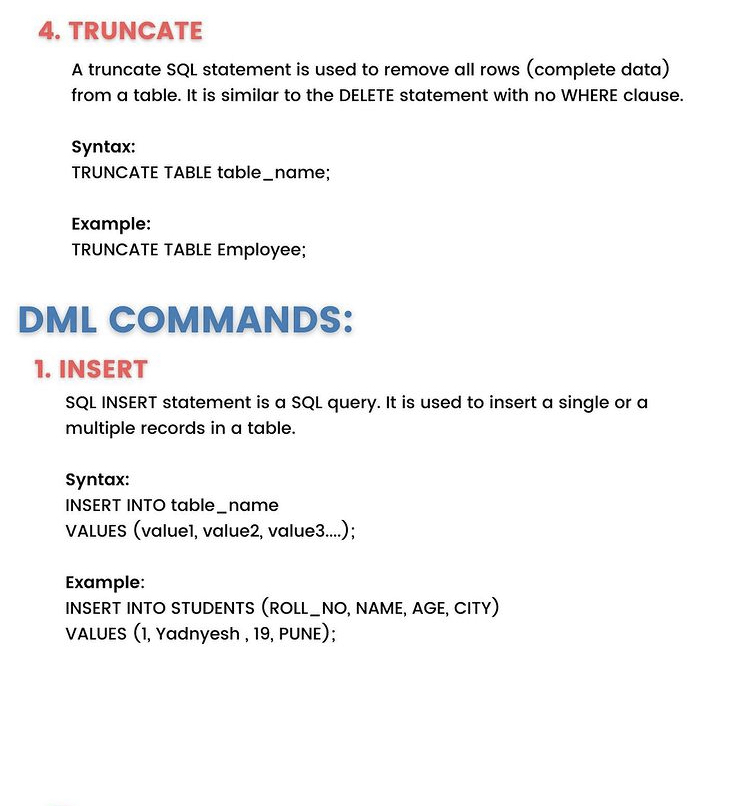 4. TRUNCATE
A truncate SQL statement is used to remove all rows (complete data)
from a table. It is similar to the DELETE statement with no WHERE clause.
Syntax:
TRUNCATE TABLE table_name;
Example:
TRUNCATE TABLE Employee;
DML COMMANDS:
1. INSERT
SQL INSERT statement is a SQL query. It is used to insert a single or a
multiple records in a table.
Syntax:
INSERT INTO table_name
VALUES (value1, value2, value3....);
Example:
INSERT INTO STUDENTS (ROLL_NO, NAME, AGE, CITY)
VALUES (1, Yadnyesh , 19, PUNE);